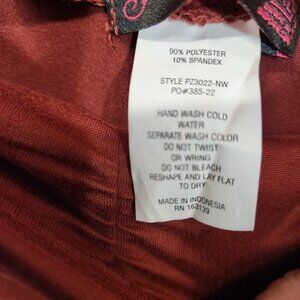 90% POLYESTER
10% SPANDEX
STYLE PZ3022-NW
PO#385-22
HAND WASH COLD
WATER
SEPARATE WASH COLOR
DO NOT TWIST
OR WRING
DO NOT BLEACH
RESHAPE AND LAY FLAT
TO DRY
MADE IN INDONESIA
RN 163139